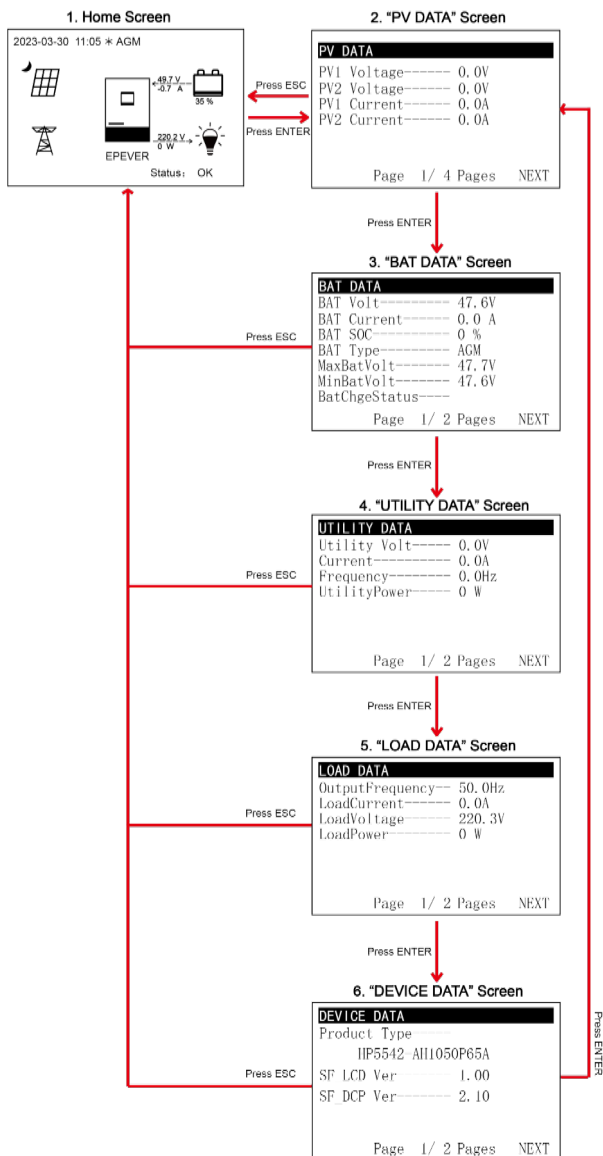 1. Home Screen
2023-03-30 11:05 ＊ AGM
49.7 V
-0.7 A
35 %
220.2 V
0 W
EPEVER
Status: OK
Press ESC
Press ENTER
2. “PV DATA” Screen
PV DATA
PV1 Voltage------ 0.0V
PV2 Voltage------ 0.0V
PV1 Current------ 0.0A
PV2 Current------ 0.0A
Page 1/ 4 Pages NEXT
Press ENTER
3. “BAT DATA” Screen
BAT DATA
BAT Volt--------- 47.6V
BAT Current------ 0.0 A
BAT SOC---------- 0 %
BAT Type--------- AGM
MaxBatVolt------- 47.7V
MinBatVolt------- 47.6V
BatChgeStatus----
Page 1/ 2 Pages NEXT
Press ESC
Press ENTER
4. “UTILITY DATA” Screen
UTILITY DATA
Utility Volt----- 0.0V
Current---------- 0.0A
Frequency-------- 0.0Hz
UtilityPower----- 0 W
Page 1/ 2 Pages NEXT
Press ESC
Press ENTER
5. “LOAD DATA” Screen
LOAD DATA
OutputFrequency-- 50.0Hz
LoadCurrent------ 0.0A
LoadVoltage------ 220.3V
LoadPower-------- 0 W
Page 1/ 2 Pages NEXT
Press ESC
Press ENTER
6. “DEVICE DATA” Screen
DEVICE DATA
Product Type-----
HP5542-AH1050P65A
SF_LCD Ver------- 1.00
SF_DCP Ver------- 2.10
Page 1/ 2 Pages NEXT
Press ESC
Press ENTER